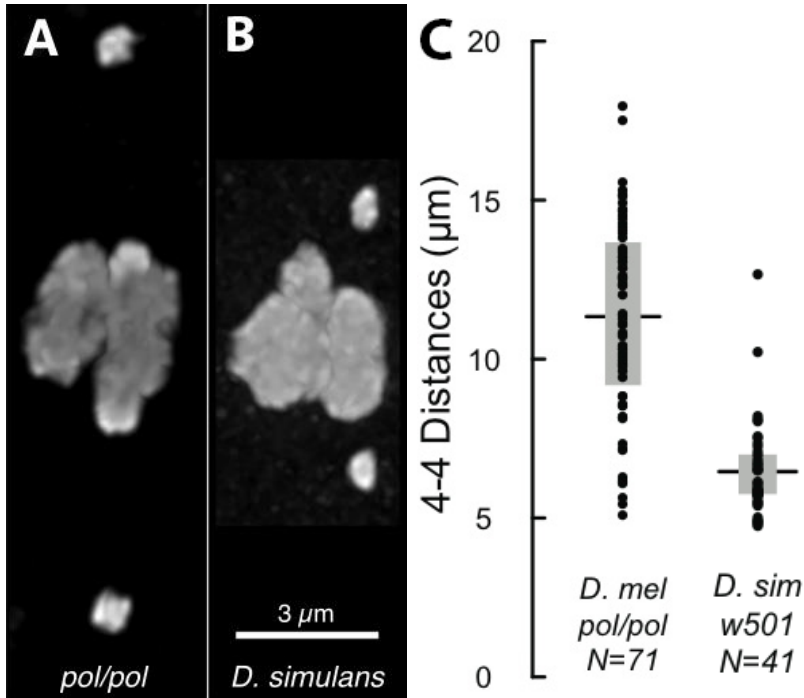 A
B
C
pol/pol
3 µm
D. simulans
4-4 Distances (µm)
20
15
10
5
0
D. mel
pol/pol
N=71
D. sim
w501
N=41